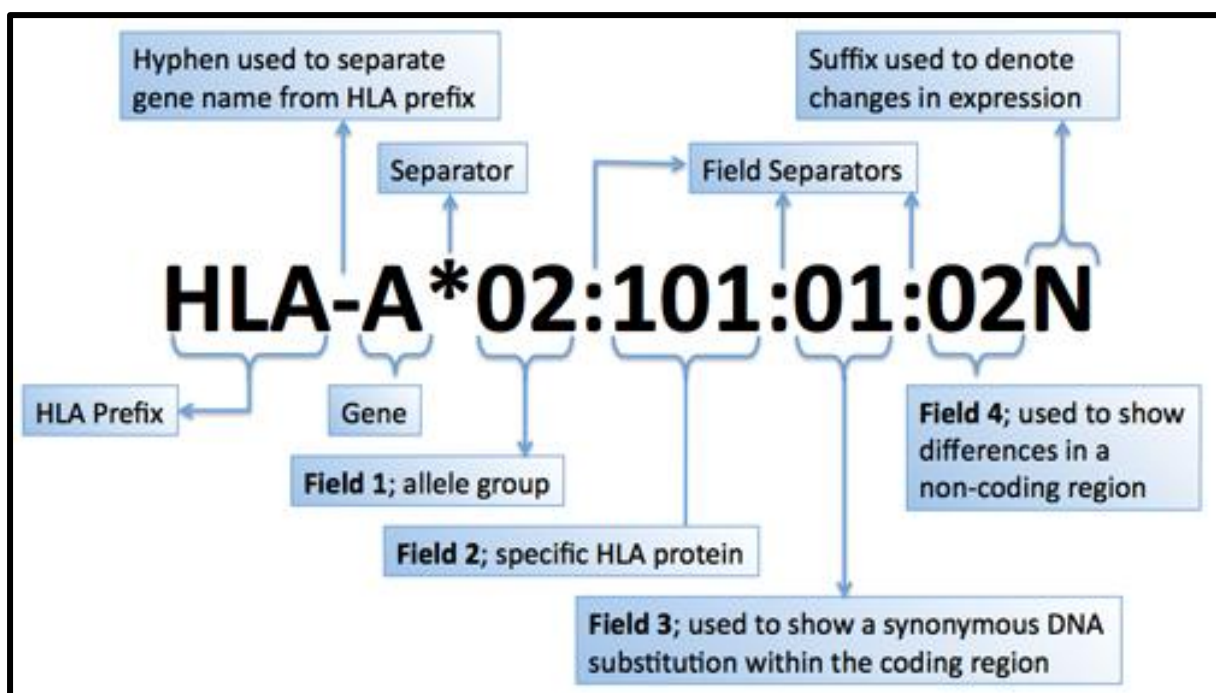 Hyphen used to separate
gene name from HLA prefix
Suffix used to denote
changes in expression
Separator
Field Separators
HLA-A*02:101:01:02N
HLA Prefix
Gene
Field 1; allele group
Field 4; used to show
differences in a
non-coding region
Field 2; specific HLA protein
Field 3; used to show a synonymous DNA
substitution within the coding region